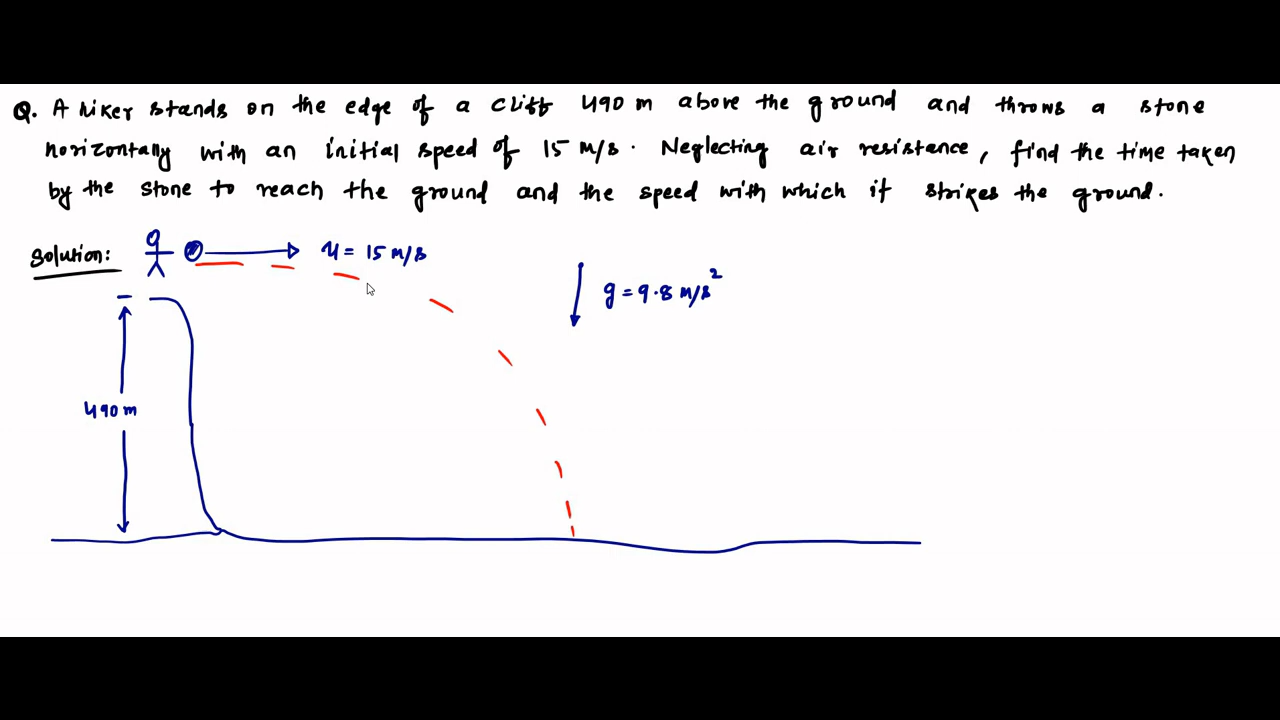 Q. A hiker stands on the edge of a cliff 490 m above the ground and throws a stone
horizontally with an initial speed of 15 m/s. Neglecting air resistance, find the time taken
by the stone to reach the ground and the speed with which it strikes the ground.
Solution:
u = 15 m/s
g = 9.8 m/s²
490 m